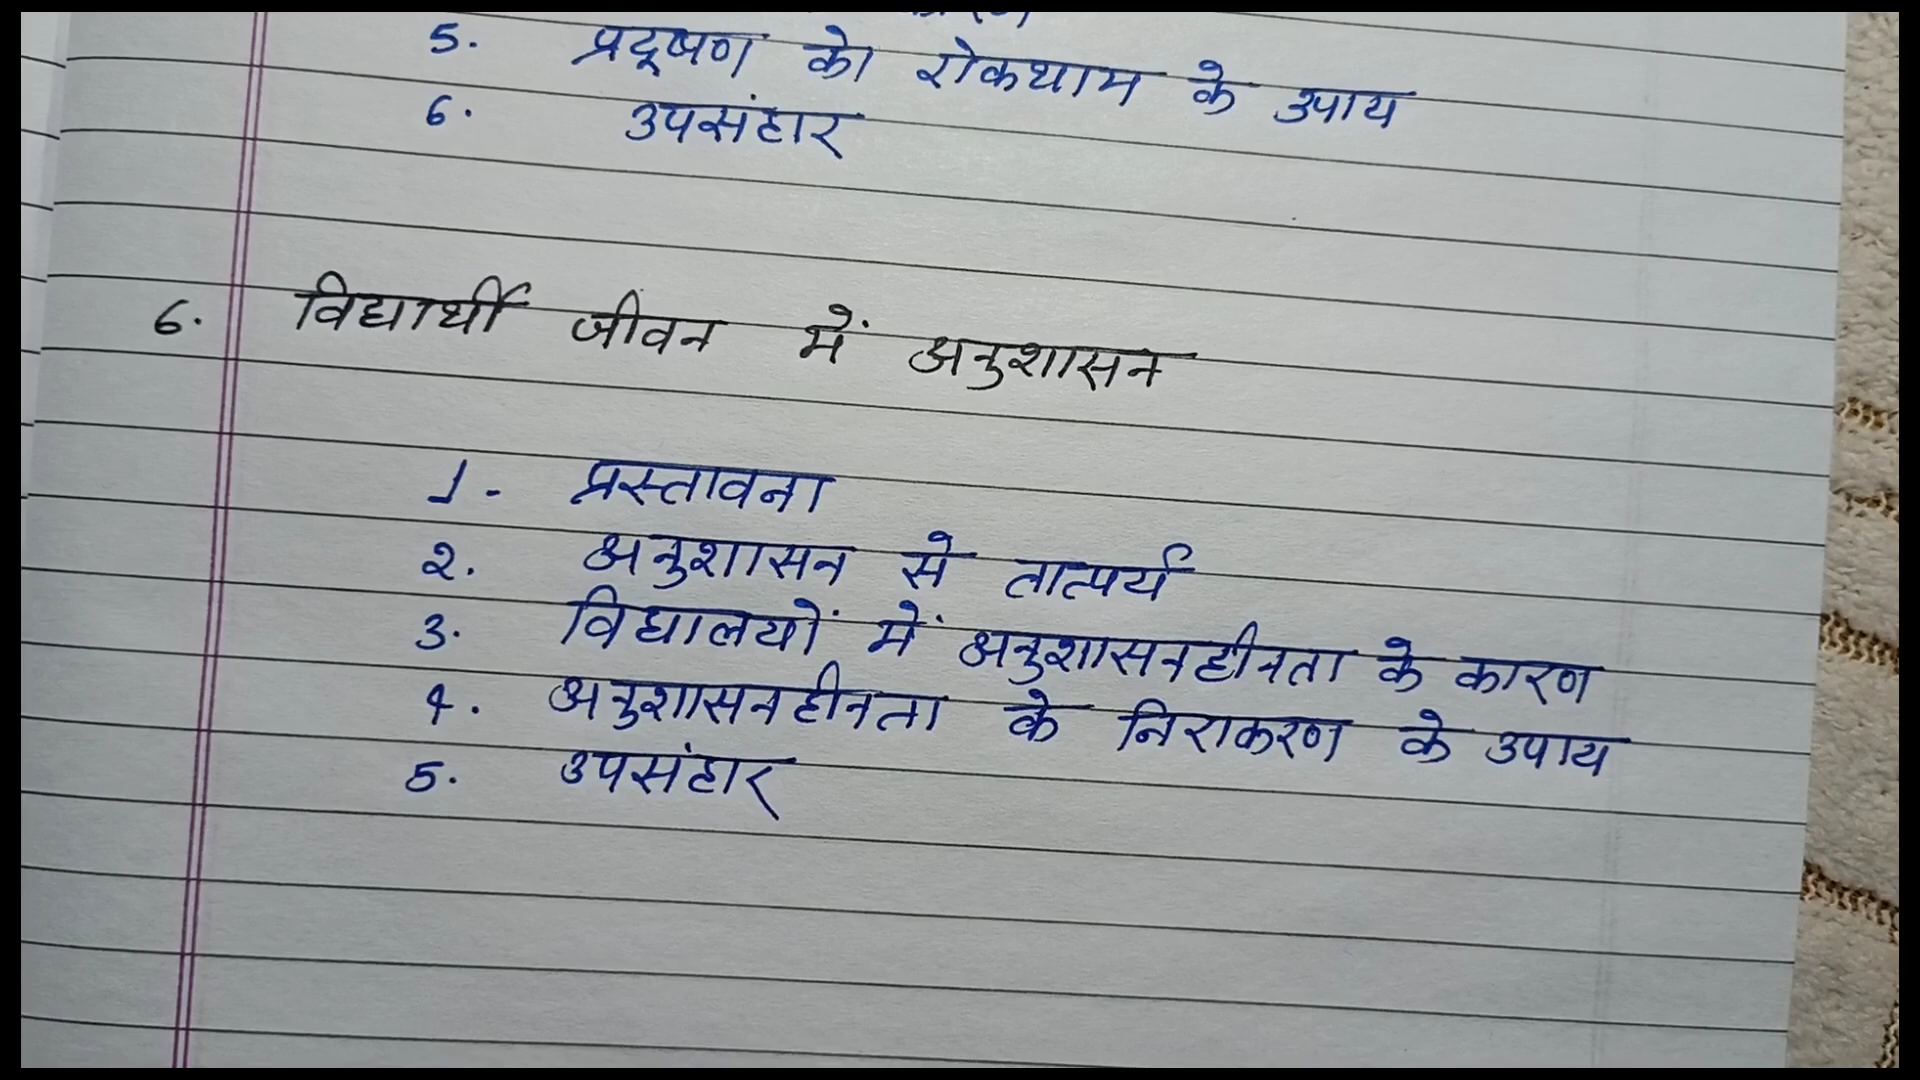 5. प्रदूषण को रोकथाम के उपाय
6. उपसंहार
6. विद्यार्थी जीवन में अनुशासन
1. प्रस्तावना
2. अनुशासन से तात्पर्य
3. विद्यालयों में अनुशासनहीनता के कारण
4. अनुशासनहीनता के निराकरण के उपाय
5. उपसंहार